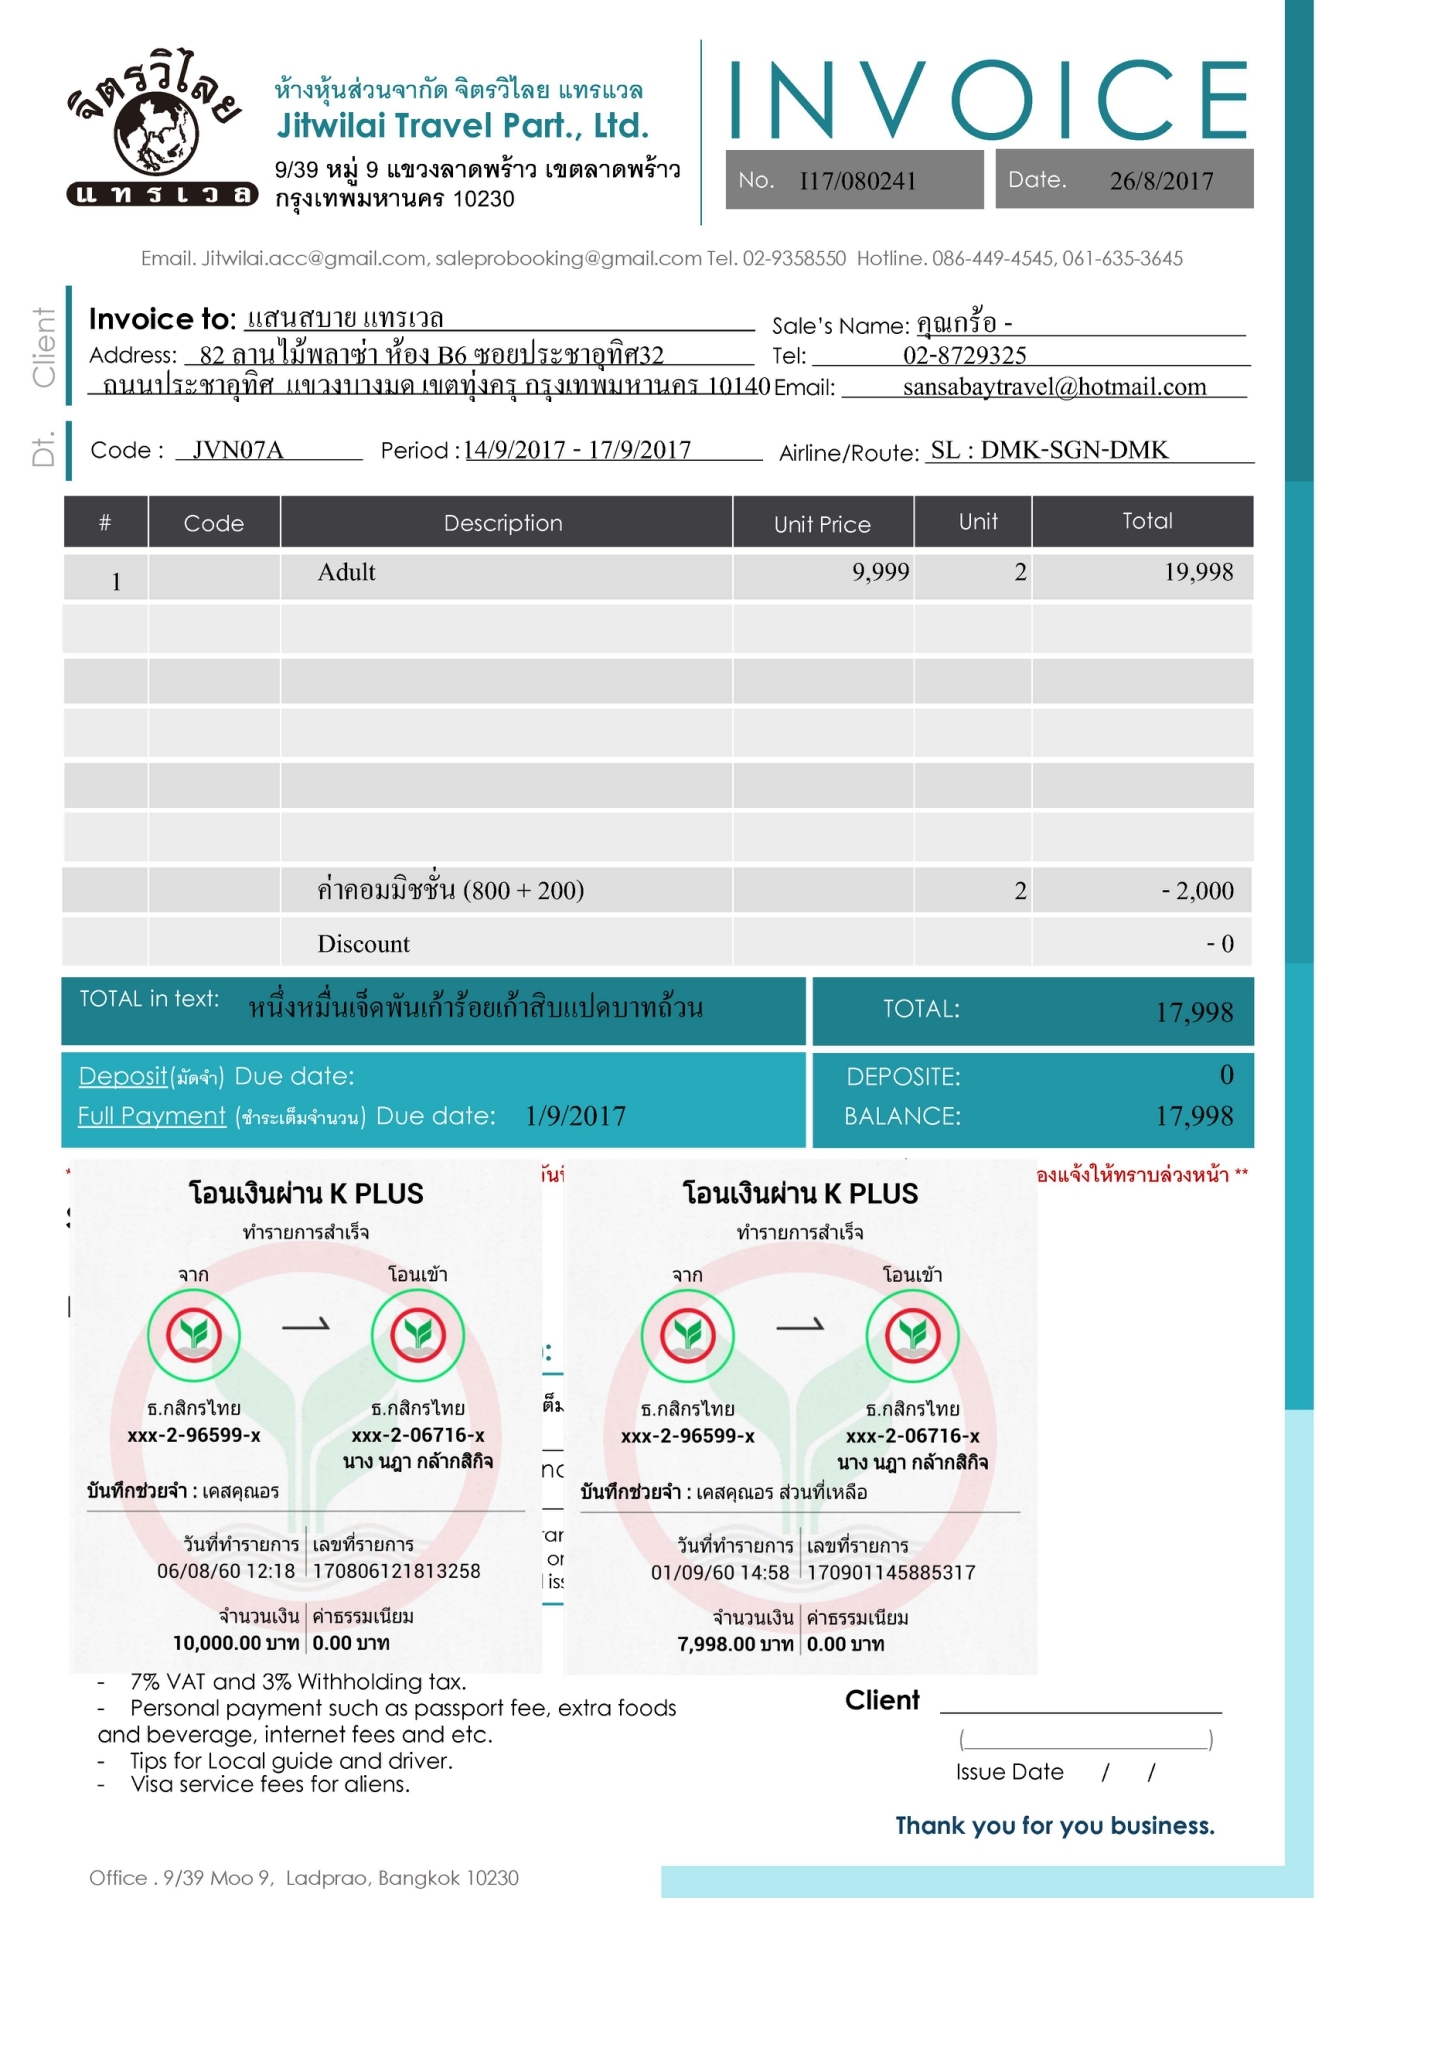 จิตรวิไลย
แทรเวล
ห้างหุ้นส่วนจากัด จิตรวิไลย แทรแวล
Jitwilai Travel Part., Ltd.
9/39 หมู่ 9 แขวงลาดพร้าว เขตลาดพร้าว
กรุงเทพมหานคร 10230
INVOICE
No. I17/080241 Date. 26/8/2017
Email. Jitwilai.acc@gmail.com, saleprobooking@gmail.com Tel. 02-9358550 Hotline. 086-449-4545, 061-635-3645
Client
Invoice to: แสนสบาย แทรเวล Sale's Name: คุณกร้อ -
Address: 82 ลานไม้พลาซ่า ห้อง B6 ซอยประชาอุทิศ32 Tel: 02-8729325
ถนนประชาอุทิศ แขวงบางมด เขตทุ่งครุ กรุงเทพมหานคร 10140 Email: sansabaytravel@hotmail.com
Dt.
Code : JVN07A Period : 14/9/2017 - 17/9/2017 Airline/Route: SL : DMK-SGN-DMK
# Code Description Unit Price Unit Total
1 Adult 9,999 2 19,998
ค่าคอมมิชชั่น (800 + 200) 2 - 2,000
Discount - 0
TOTAL in text: หนึ่งหมื่นเจ็ดพันเก้าร้อยเก้าสิบแปดบาทถ้วน TOTAL: 17,998
Deposit(มัดจำ) Due date: DEPOSITE: 0
Full Payment (ชำระเต็มจำนวน) Due date: 1/9/2017 BALANCE: 17,998
องแจ้งให้ทราบล่วงหน้า **
โอนเงินผ่าน K PLUS
ทำรายการสำเร็จ
จาก โอนเข้า
ธ.กสิกรไทย ธ.กสิกรไทย
xxx-2-96599-x xxx-2-06716-x
นาง นฎา กล้ากสิกิจ
บันทึกช่วยจำ : เคสคุณอร
วันที่ทำรายการ เลขที่รายการ
06/08/60 12:18 170806121813258
จำนวนเงิน ค่าธรรมเนียม
10,000.00 บาท 0.00 บาท
โอนเงินผ่าน K PLUS
ทำรายการสำเร็จ
จาก โอนเข้า
ธ.กสิกรไทย ธ.กสิกรไทย
xxx-2-96599-x xxx-2-06716-x
นาง นฎา กล้ากสิกิจ
บันทึกช่วยจำ : เคสคุณอร ส่วนที่เหลือ
วันที่ทำรายการ เลขที่รายการ
01/09/60 14:58 170901145885317
จำนวนเงิน ค่าธรรมเนียม
7,998.00 บาท 0.00 บาท
- 7% VAT and 3% Withholding tax.
- Personal payment such as passport fee, extra foods
and beverage, internet fees and etc.
- Tips for Local guide and driver.
- Visa service fees for aliens.
Client
(
)
Issue Date / /
Thank you for you business.
Office . 9/39 Moo 9, Ladprao, Bangkok 10230